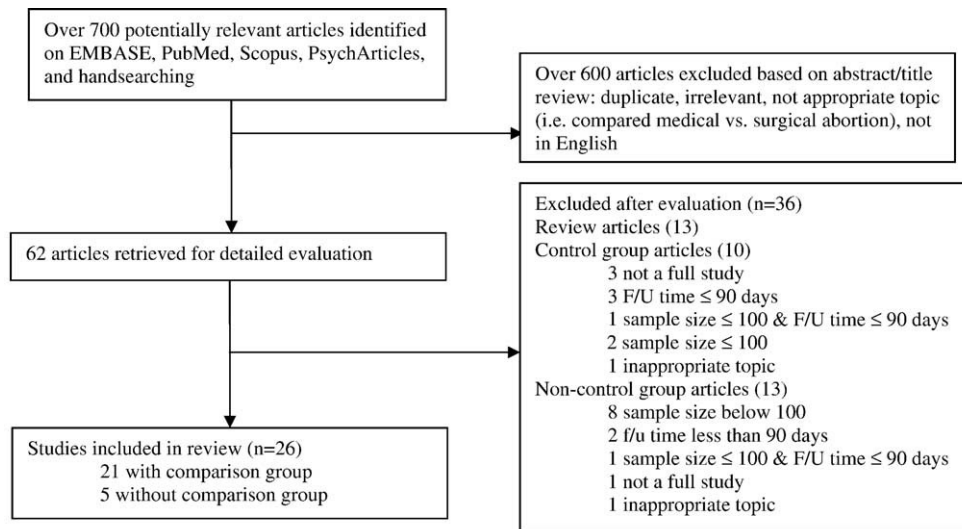 Over 700 potentially relevant articles identified
on EMBASE, PubMed, Scopus, PsychArticles,
and handsearching
Over 600 articles excluded based on abstract/title
review: duplicate, irrelevant, not appropriate topic
(i.e. compared medical vs. surgical abortion), not
in English
62 articles retrieved for detailed evaluation
Excluded after evaluation (n=36)
Review articles (13)
Control group articles (10)
3 not a full study
3 F/U time ≤ 90 days
1 sample size ≤ 100 & F/U time ≤ 90 days
2 sample size ≤ 100
1 inappropriate topic
Non-control group articles (13)
8 sample size below 100
2 f/u time less than 90 days
1 sample size ≤ 100 & F/U time ≤ 90 days
1 not a full study
1 inappropriate topic
Studies included in review (n=26)
21 with comparison group
5 without comparison group